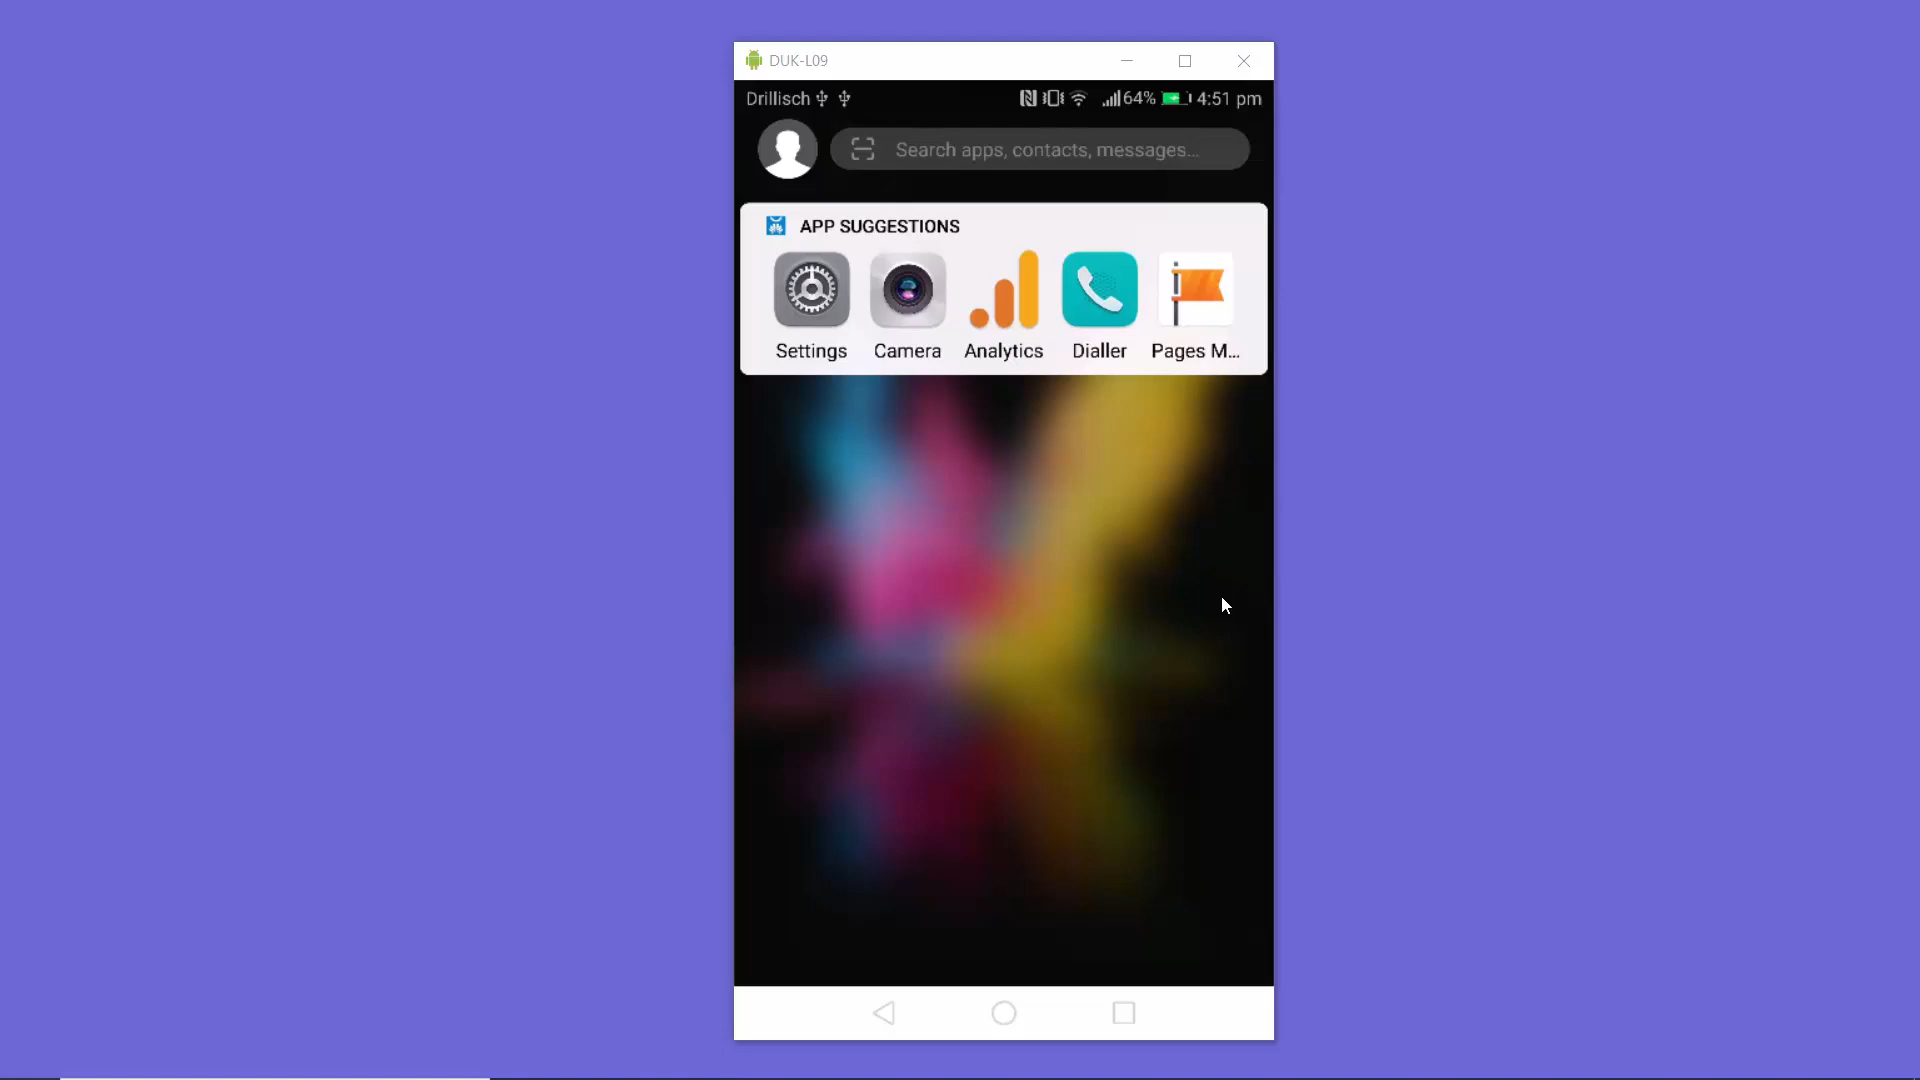 DUK-L09
Drillisch 64% 4:51 pm
Search apps, contacts, messages...
APP SUGGESTIONS
Settings Camera Analytics Dialler Pages M...